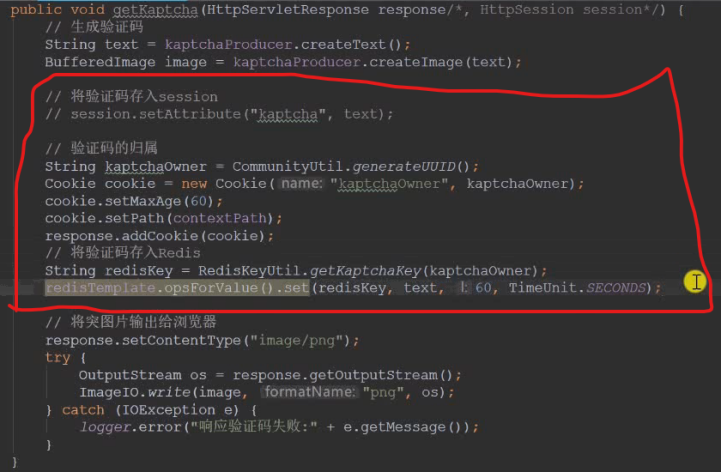 public void getKaptcha(HttpServletResponse response/*, HttpSession session*/) {
// 生成验证码
String text = kaptchaProducer.createText();
BufferedImage image = kaptchaProducer.createImage(text);
// 将验证码存入session
// session.setAttribute("kaptcha", text);
// 验证码的归属
String kaptchaOwner = CommunityUtil.generateUUID();
Cookie cookie = new Cookie( name: "kaptchaOwner", kaptchaOwner);
cookie.setMaxAge(60);
cookie.setPath(contextPath);
response.addCookie(cookie);
// 将验证码存入Redis
String redisKey = RedisKeyUtil.getKaptchaKey(kaptchaOwner);
redisTemplate.opsForValue().set(redisKey, text, l: 60, TimeUnit.SECONDS);
// 将突图片输出给浏览器
response.setContentType("image/png");
try {
OutputStream os = response.getOutputStream();
ImageIO.write(image, formatName: "png", os);
} catch (IOException e) {
logger.error("响应验证码失败:" + e.getMessage());
}
}